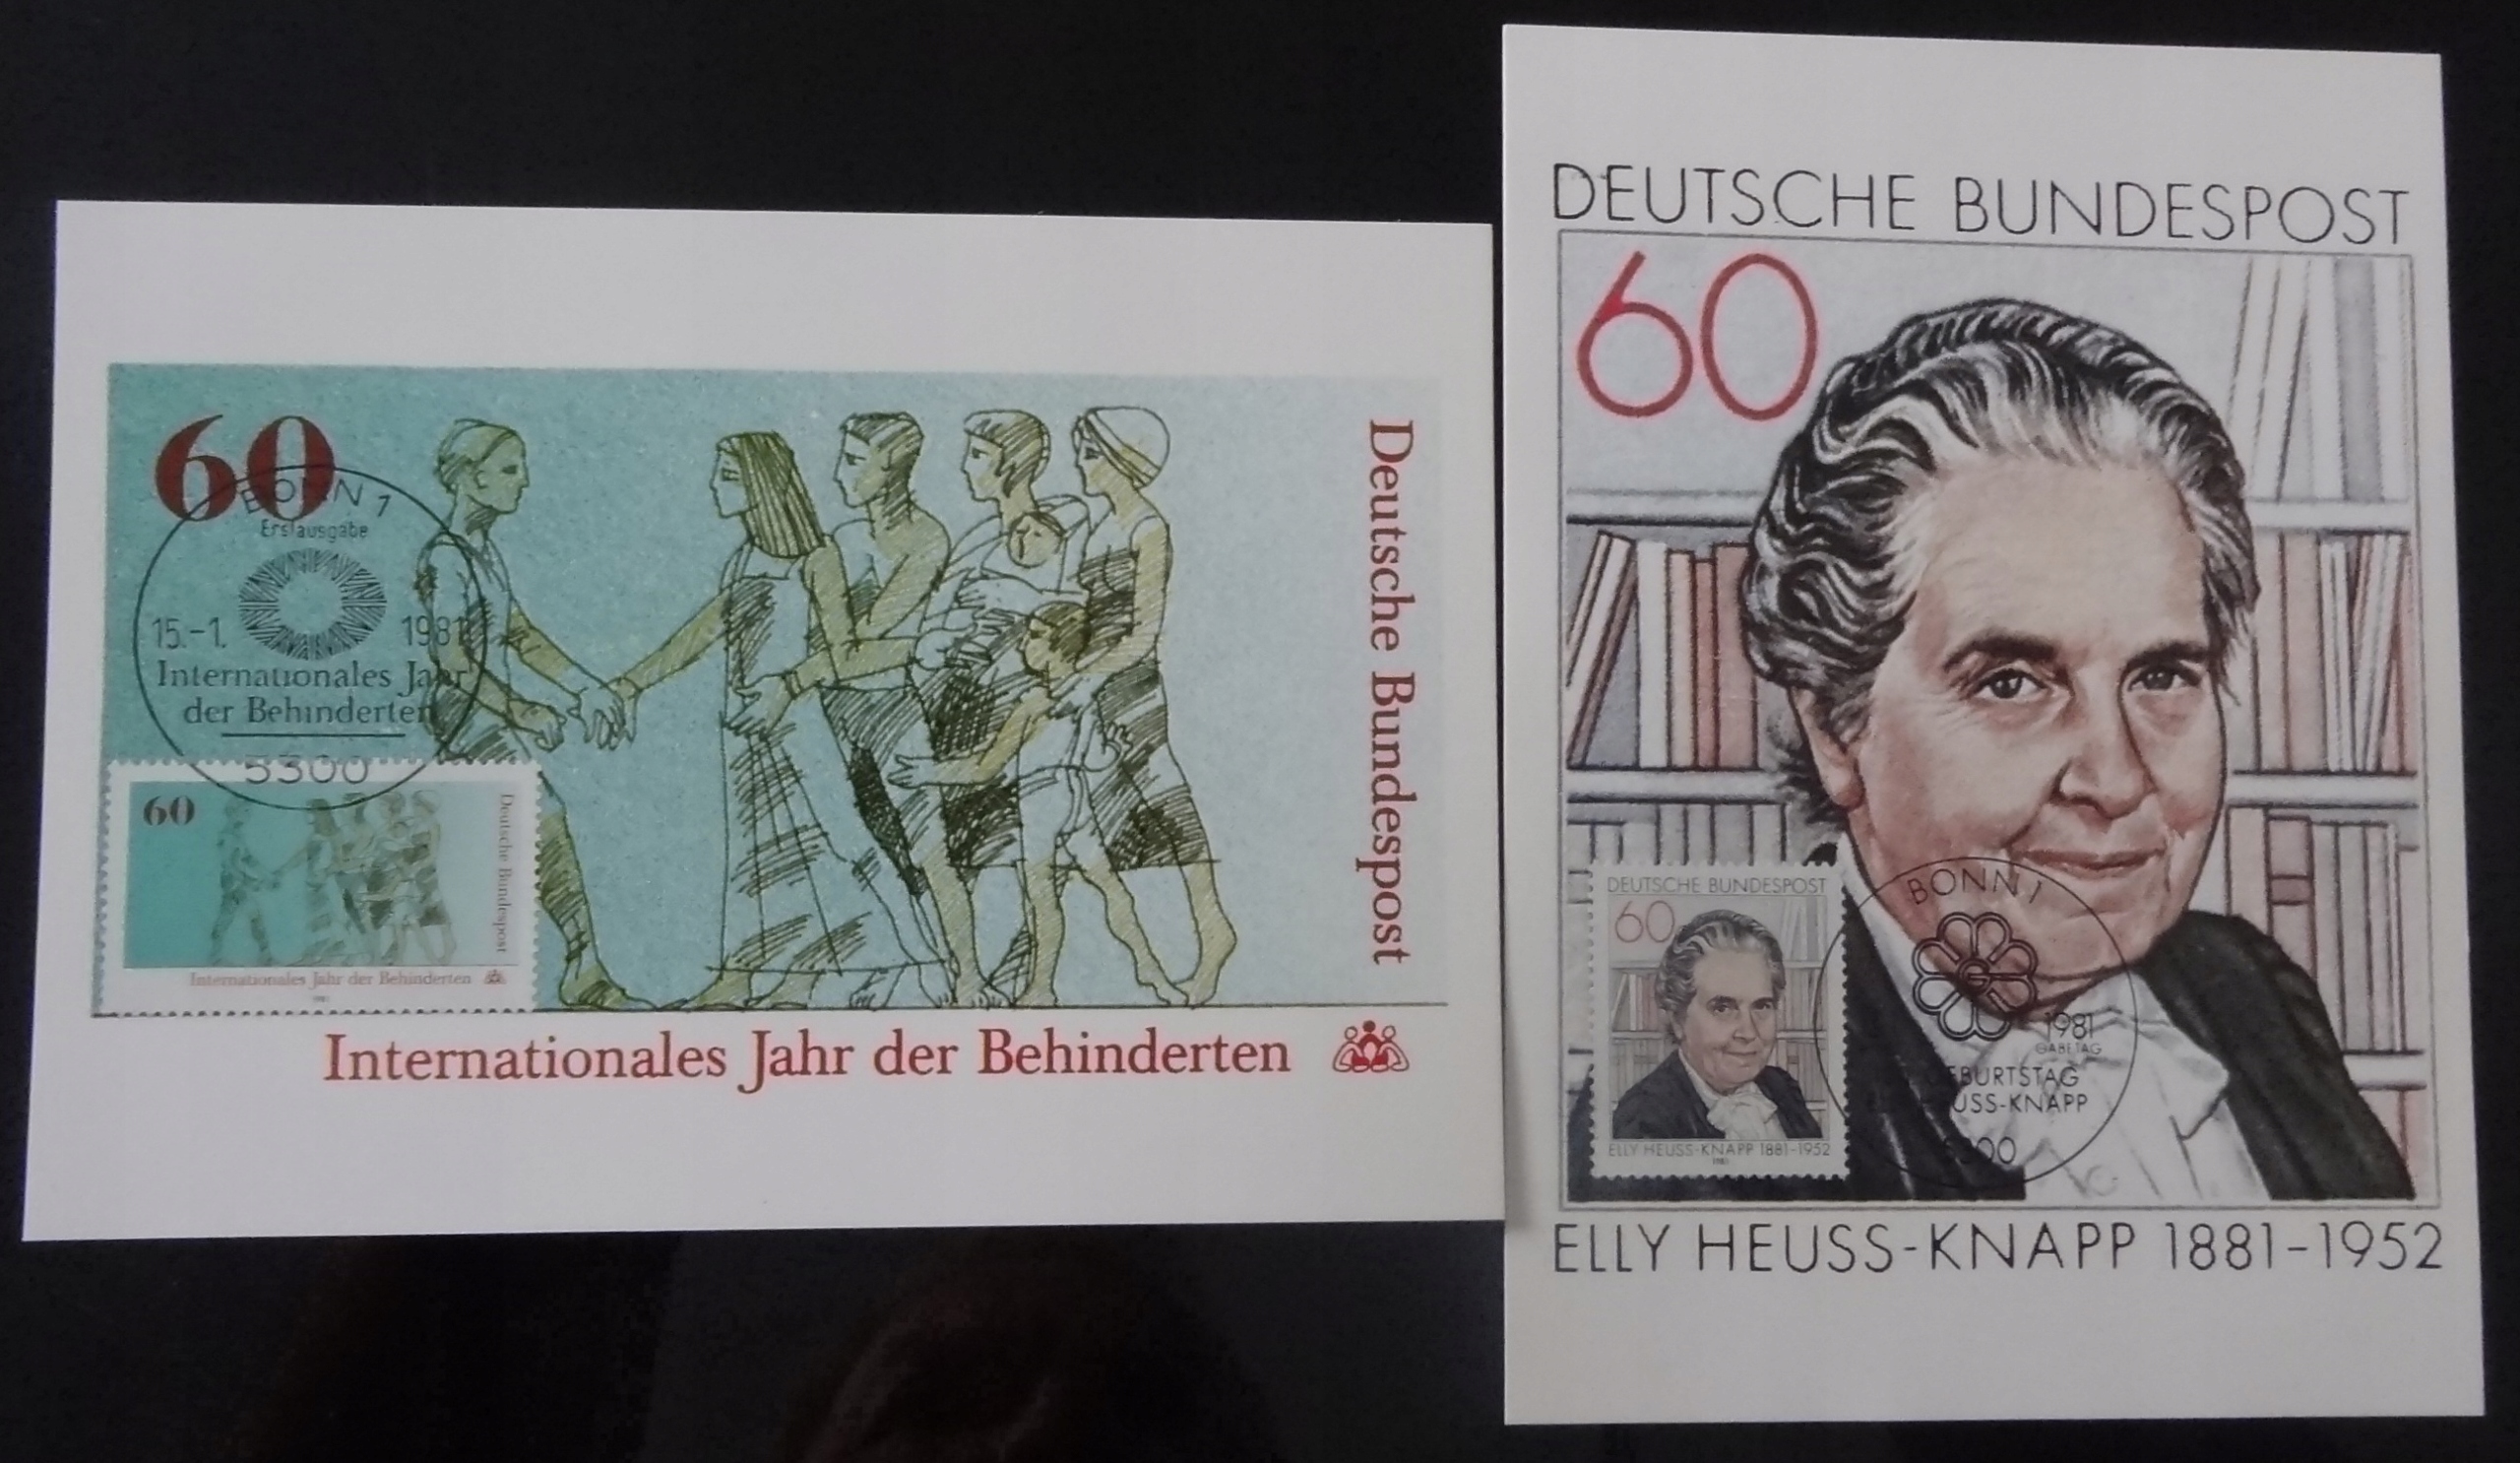 60
Deutsche Bundespost
BONN 1
Erstausgabe
15.-1. 1981
Internationales Jahr
der Behinderten
5300
60
Deutsche Bundespost
Internationales Jahr der Behinderten
1981
Internationales Jahr der Behinderten
DEUTSCHE BUNDESPOST
60
DEUTSCHE BUNDESPOST
60
ELLY HEUSS-KNAPP 1881-1952
1981
BONN 1
1981
GEBURTSTAG
HEUSS-KNAPP
5300
ELLY HEUSS-KNAPP 1881-1952